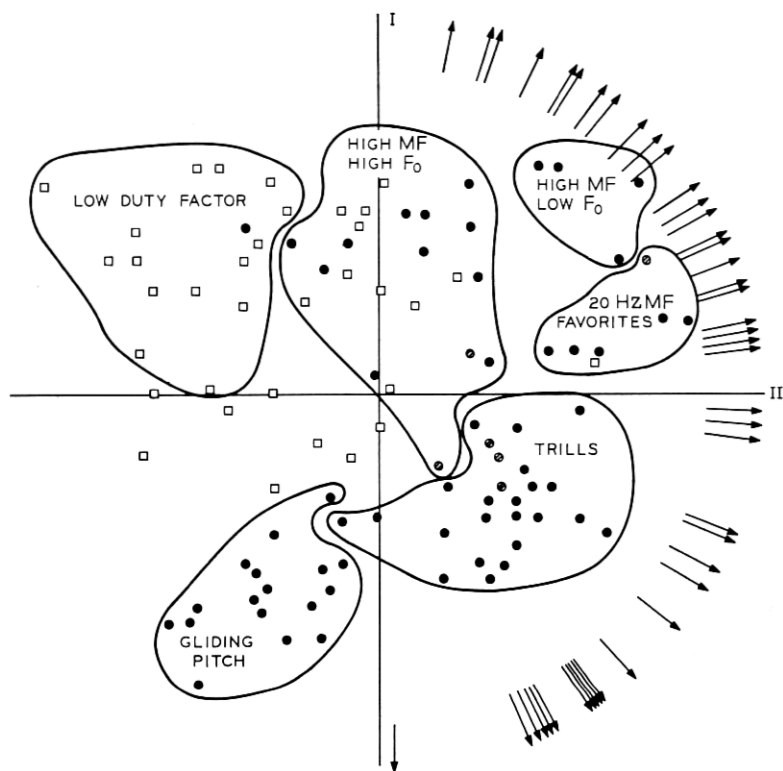 I
HIGH MF
HIGH F₀
LOW DUTY FACTOR
HIGH MF
LOW F₀
20 HZ MF
FAVORITES
II
TRILLS
GLIDING
PITCH